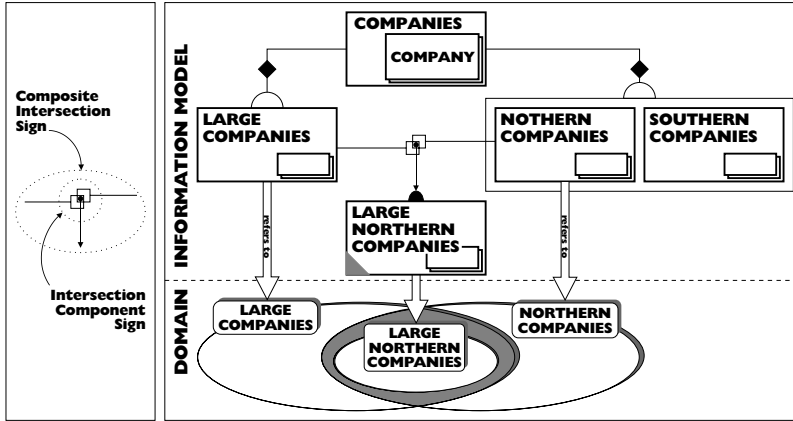 Composite
Intersection
Sign
Intersection
Component
Sign
INFORMATION MODEL
COMPANIES
COMPANY
LARGE
COMPANIES
NOTHERN
COMPANIES
SOUTHERN
COMPANIES
LARGE
NORTHERN
COMPANIES
refers to
refers to
DOMAIN
LARGE
COMPANIES
LARGE
NORTHERN
COMPANIES
NORTHERN
COMPANIES